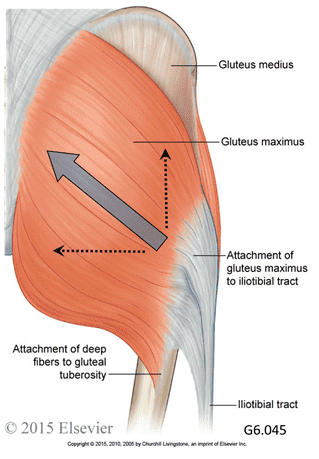 Gluteus medius
Gluteus maximus
Attachment of
gluteus maximus
to iliotibial tract
Attachment of deep
fibers to gluteal
tuberosity
Iliotibial tract
© 2015 Elsevier
G6.045
Copyright © 2015, 2010, 2005 by Churchill Livingstone, an imprint of Elsevier Inc.